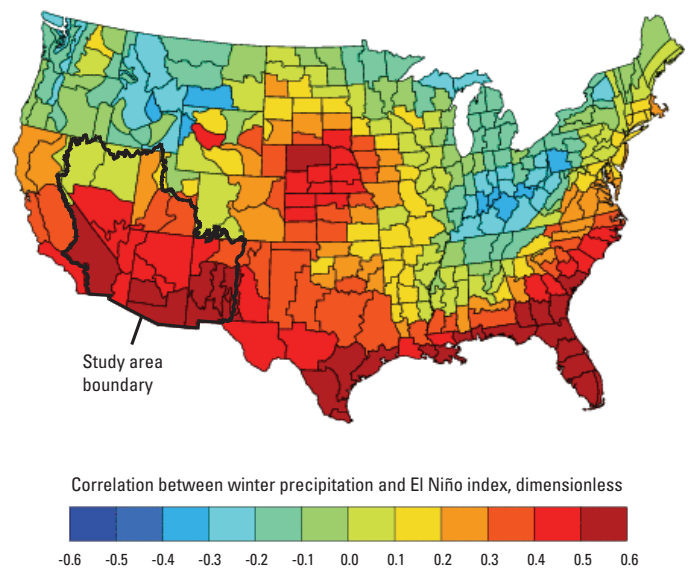 Study area
boundary
Correlation between winter precipitation and El Niño index, dimensionless
-0.6 -0.5 -0.4 -0.3 -0.2 -0.1 0.0 0.1 0.2 0.3 0.4 0.5 0.6